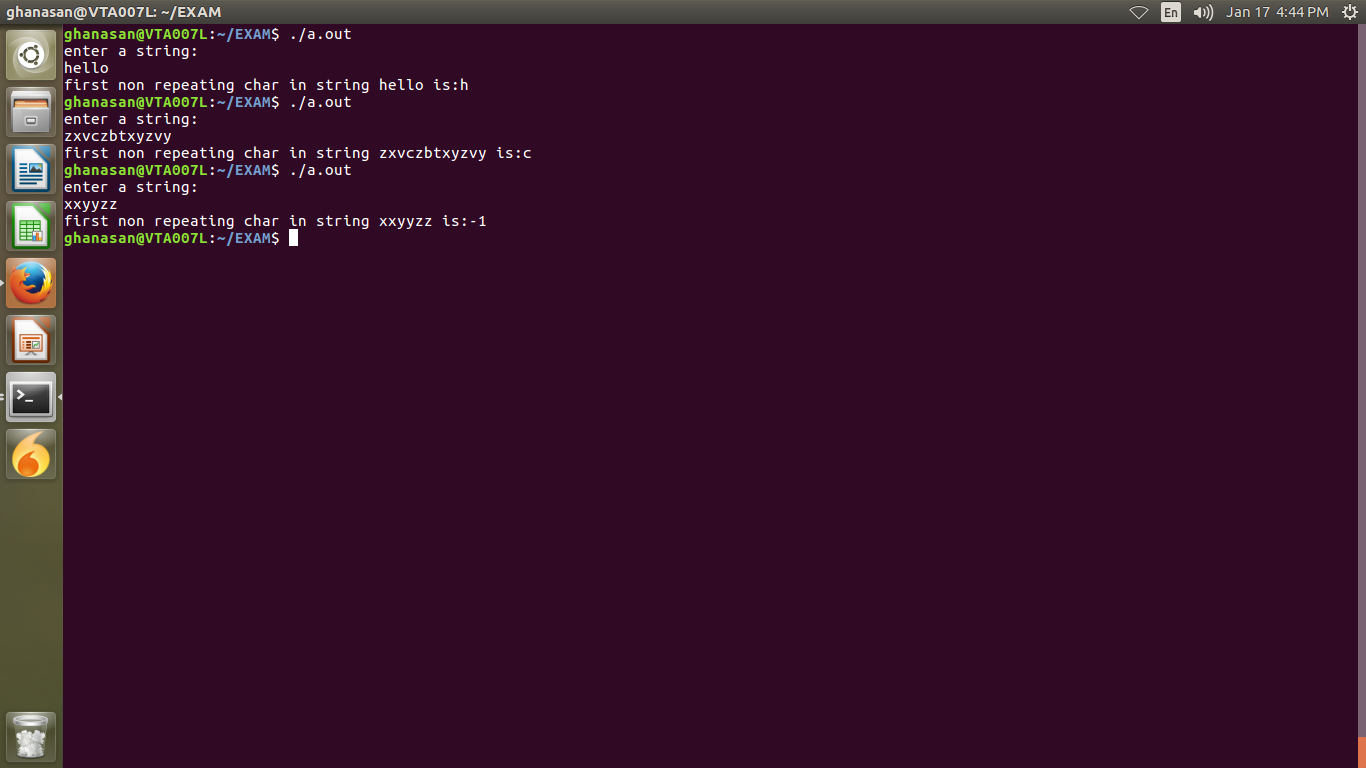 ghanasan@VTA007L: ~/EXAM En Jan 17 4:44 PM
ghanasan@VTA007L:~/EXAM$ ./a.out
enter a string:
hello
first non repeating char in string hello is:h
ghanasan@VTA007L:~/EXAM$ ./a.out
enter a string:
zxvczbtxyzvy
first non repeating char in string zxvczbtxyzvy is:c
ghanasan@VTA007L:~/EXAM$ ./a.out
enter a string:
xxyyzz
first non repeating char in string xxyyzz is:-1
ghanasan@VTA007L:~/EXAM$